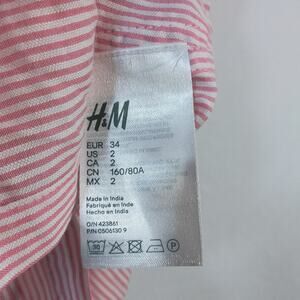 H&M
EUR 34
US 2
CA 2
CN 160/80A
MX 2
Made in India
Fabriqué en Inde
Hecho en India
O/N 423861
P/N 0506130 9
30
P